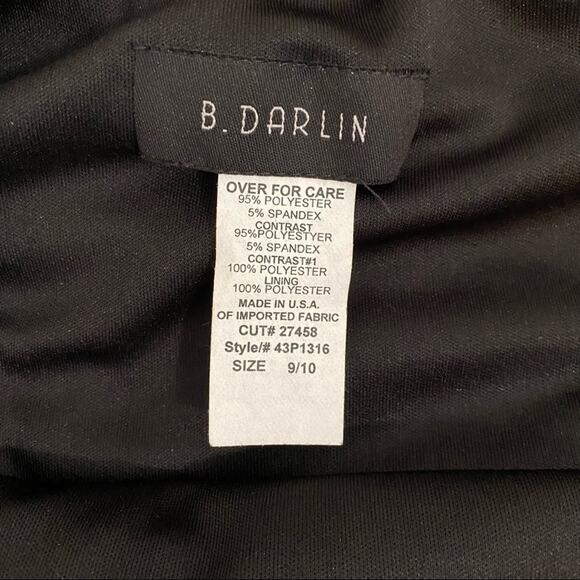 B. DARLIN
OVER FOR CARE
95% POLYESTER
5% SPANDEX
CONTRAST
95%POLYESTYER
5% SPANDEX
CONTRAST#1
100% POLYESTER
LINING
100% POLYESTER
MADE IN U.S.A.
OF IMPORTED FABRIC
CUT# 27458
Style/# 43P1316
SIZE 9/10